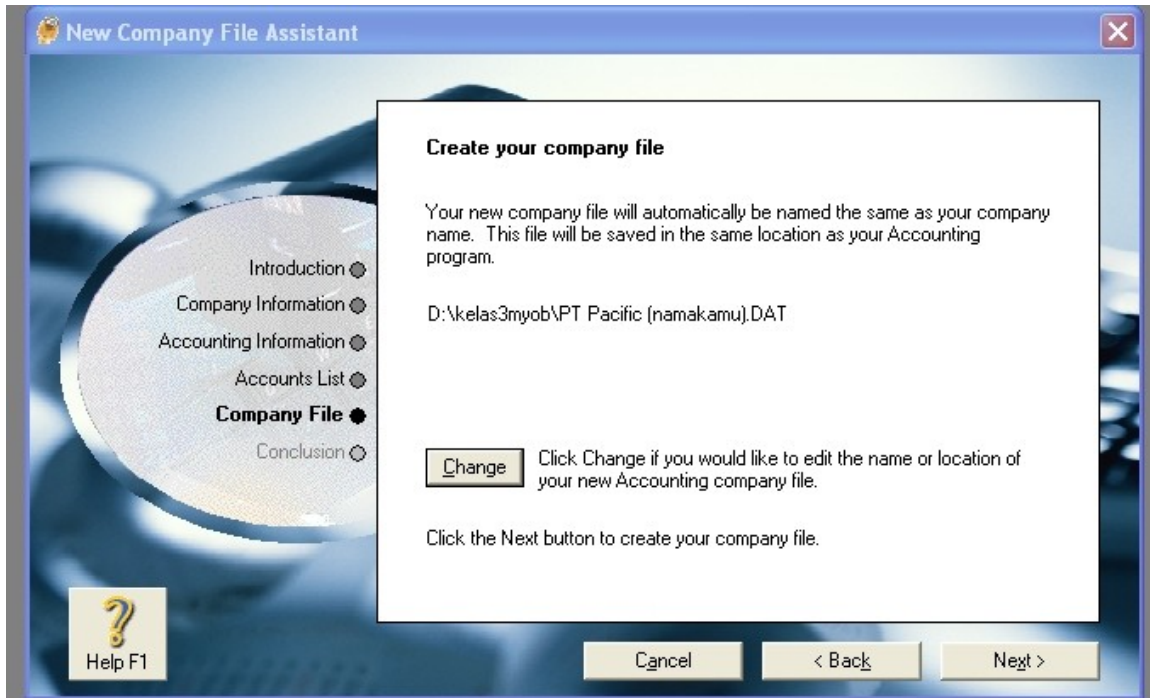 New Company File Assistant
Create your company file
Your new company file will automatically be named the same as your company
name. This file will be saved in the same location as your Accounting
program.
D:\kelas3myob\PT Pacific (namakamu).DAT
Introduction
Company Information
Accounting Information
Accounts List
Company File
Conclusion
Change
Click Change if you would like to edit the name or location of
your new Accounting company file.
Click the Next button to create your company file.
Help F1
Cancel
< Back
Next >